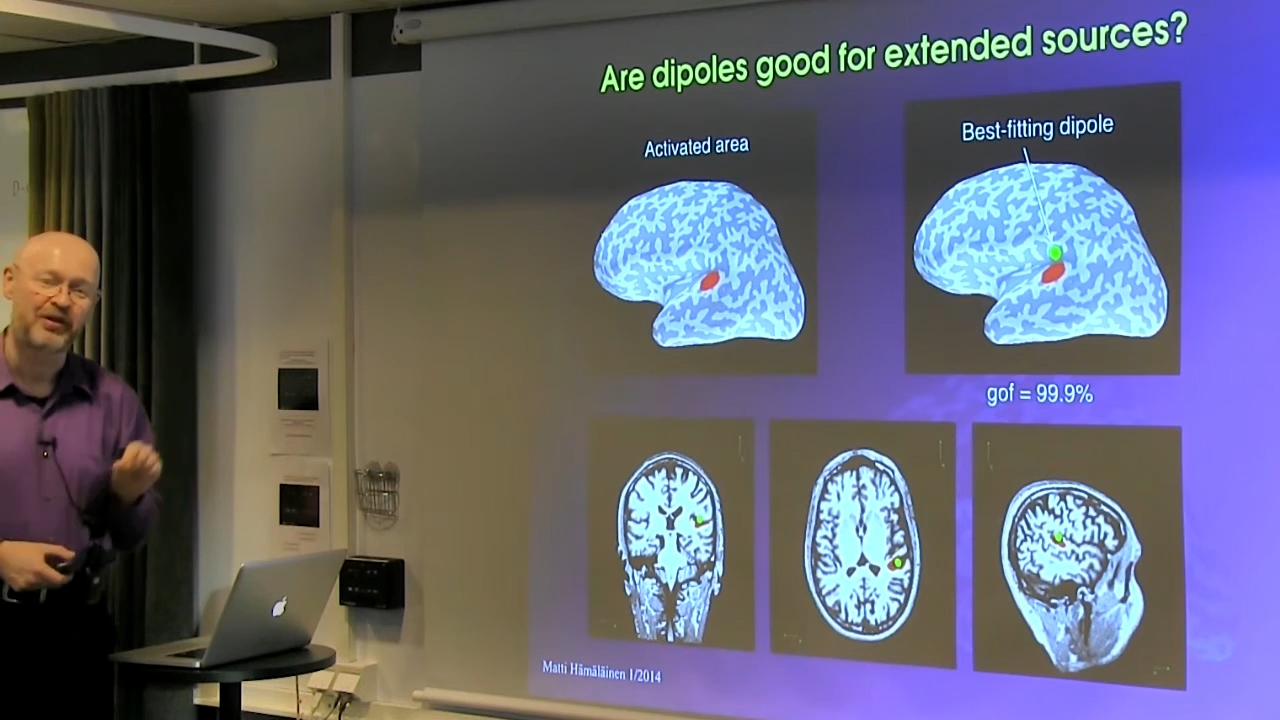 Are dipoles good for extended sources?
Activated area
Best-fitting dipole
gof = 99.9%
Matti Hämäläinen 1/2014